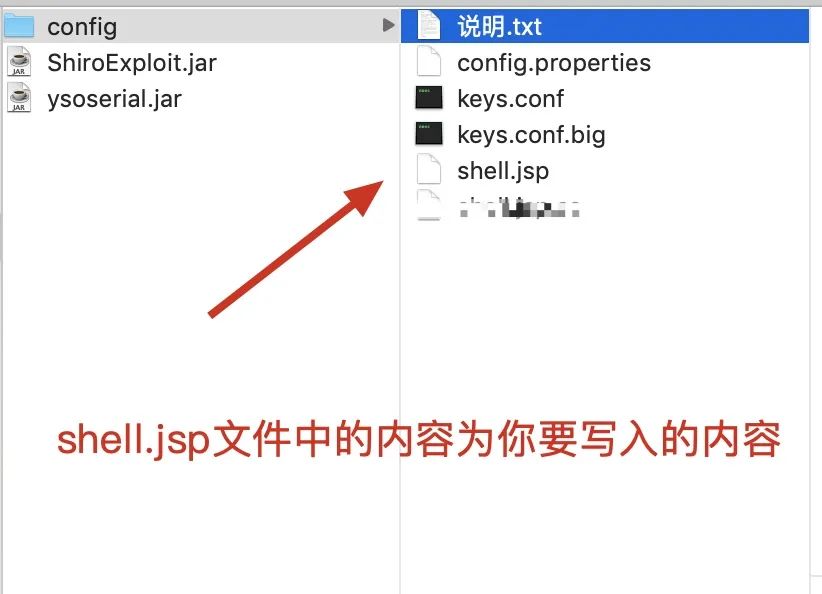 config
ShiroExploit.jar
ysoserial.jar
说明.txt
config.properties
keys.conf
keys.conf.big
shell.jsp
shell.jsp文件中的内容为你要写入的内容